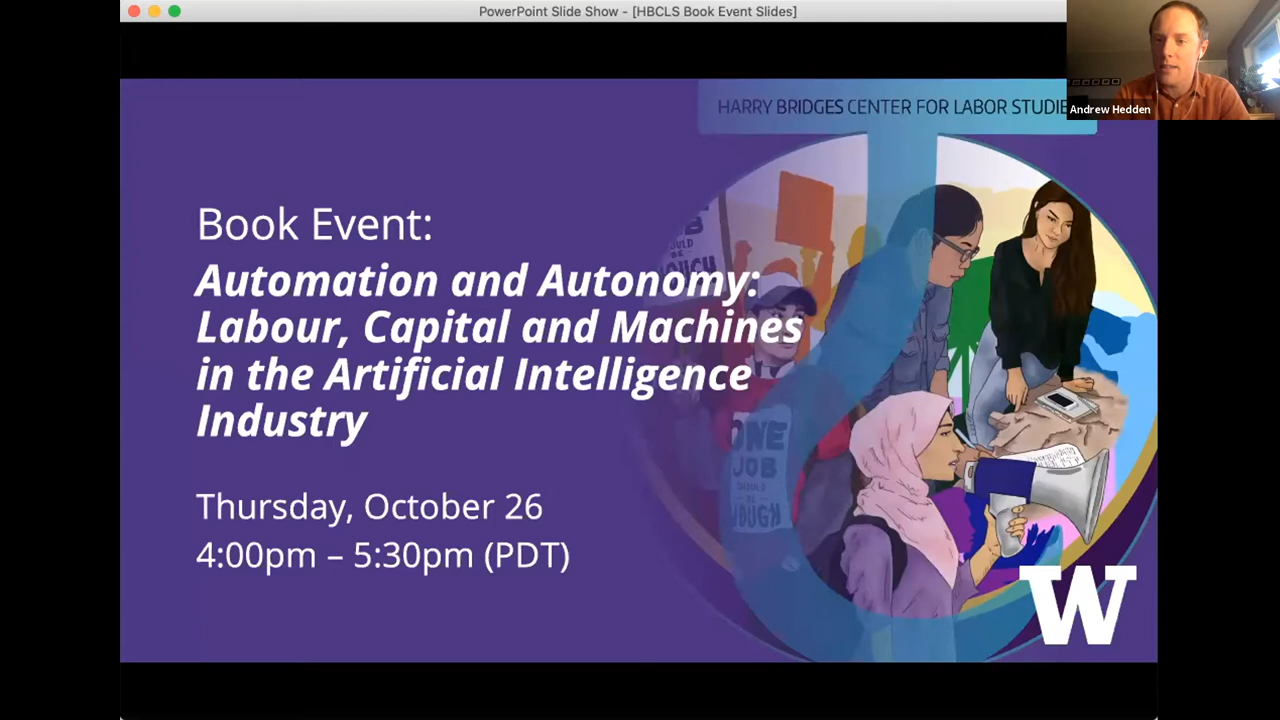 PowerPoint Slide Show - [HBCLS Book Event Slides]
Andrew Hedden
HARRY BRIDGES CENTER FOR LABOR STUDIE
Book Event:
Automation and Autonomy:
Labour, Capital and Machines
in the Artificial Intelligence
Industry
Thursday, October 26
4:00pm – 5:30pm (PDT)
ONE
JOB
SHOULD
BE
W